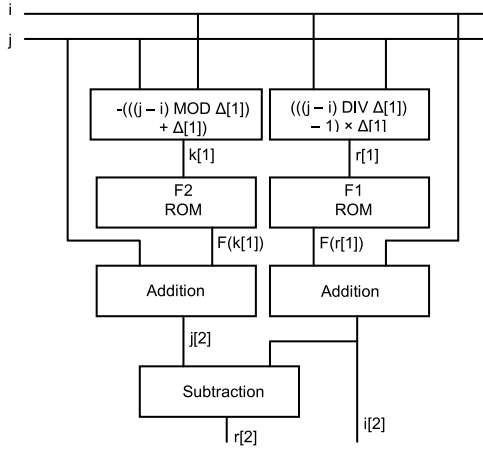 i
j
-(((j – i) MOD Δ[1])
+ Δ[1])
(((j – i) DIV Δ[1])
– 1) × Δ[1]
k[1]
r[1]
F2
ROM
F1
ROM
F(k[1])
F(r[1])
Addition
Addition
j[2]
Subtraction
r[2]
i[2]